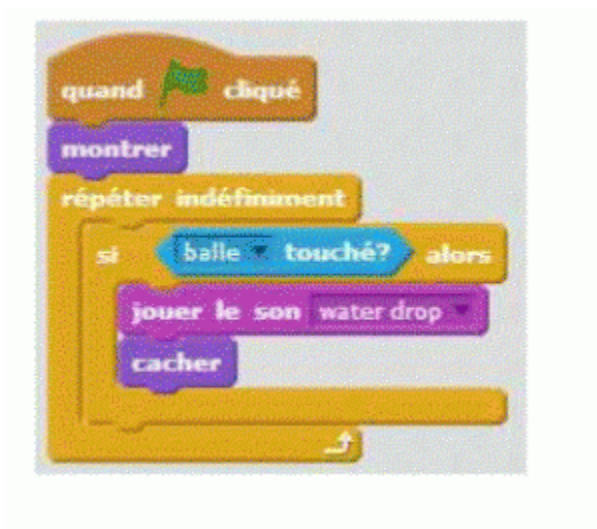 quand cliqué
montrer
répéter indéfiniment
si balle touché? alors
jouer le son water drop
cacher